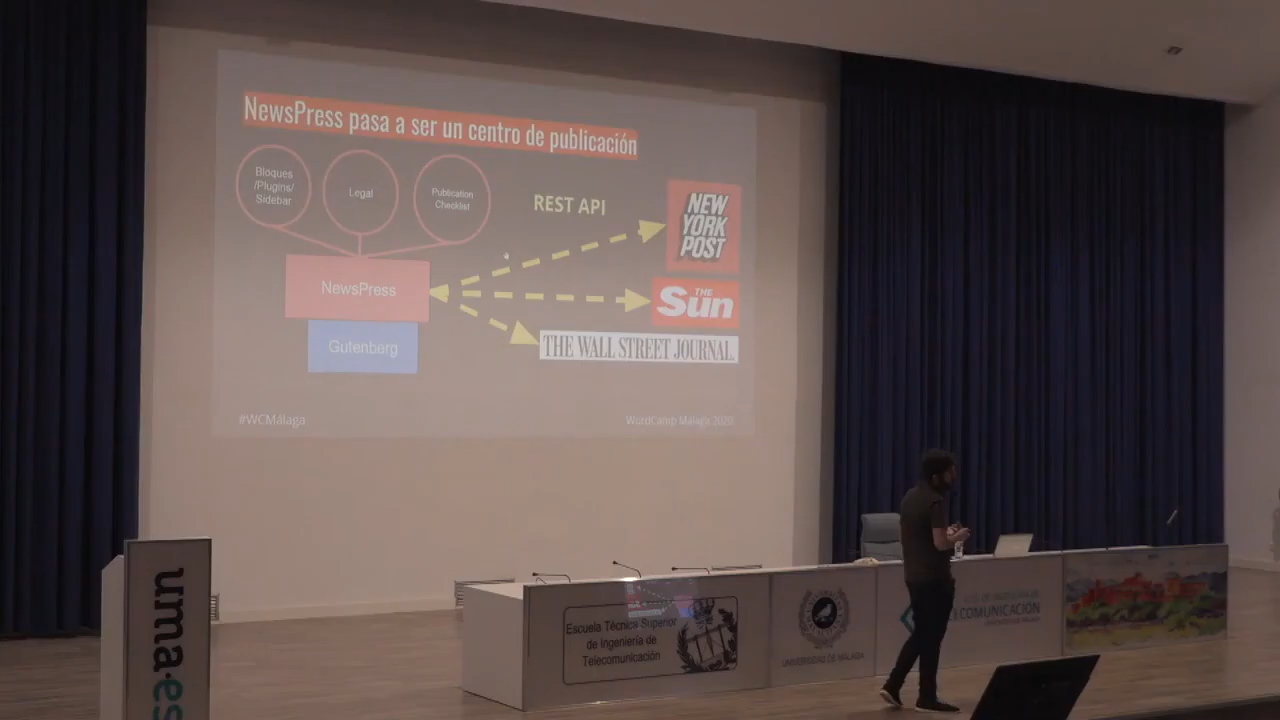 NewsPress pasa a ser un centro de publicación
Bloques
/Plugins/
Sidebar
Legal
Publication
Checklist
REST API
NEW
YORK
POST
NewsPress
THE
Sun
Gutenberg
THE WALL STREET JOURNAL.
#WCMálaga
WordCamp Málaga 2020
uma.es
Escuela Técnica Superior
de Ingeniería de
Telecomunicación
UNIVERSIDAD DE MÁLAGA